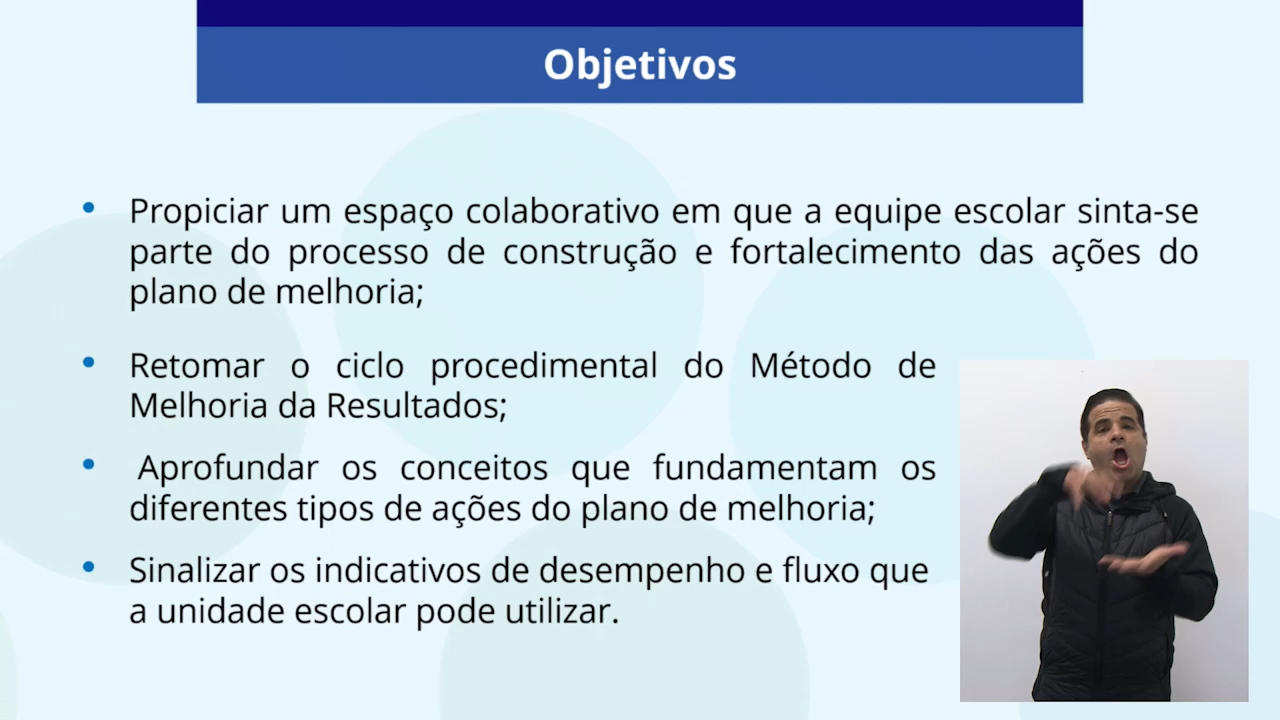 Objetivos
• Propiciar um espaço colaborativo em que a equipe escolar sinta-se
parte do processo de construção e fortalecimento das ações do
plano de melhoria;
• Retomar o ciclo procedimental do Método de
Melhoria da Resultados;
• Aprofundar os conceitos que fundamentam os
diferentes tipos de ações do plano de melhoria;
• Sinalizar os indicativos de desempenho e fluxo que
a unidade escolar pode utilizar.